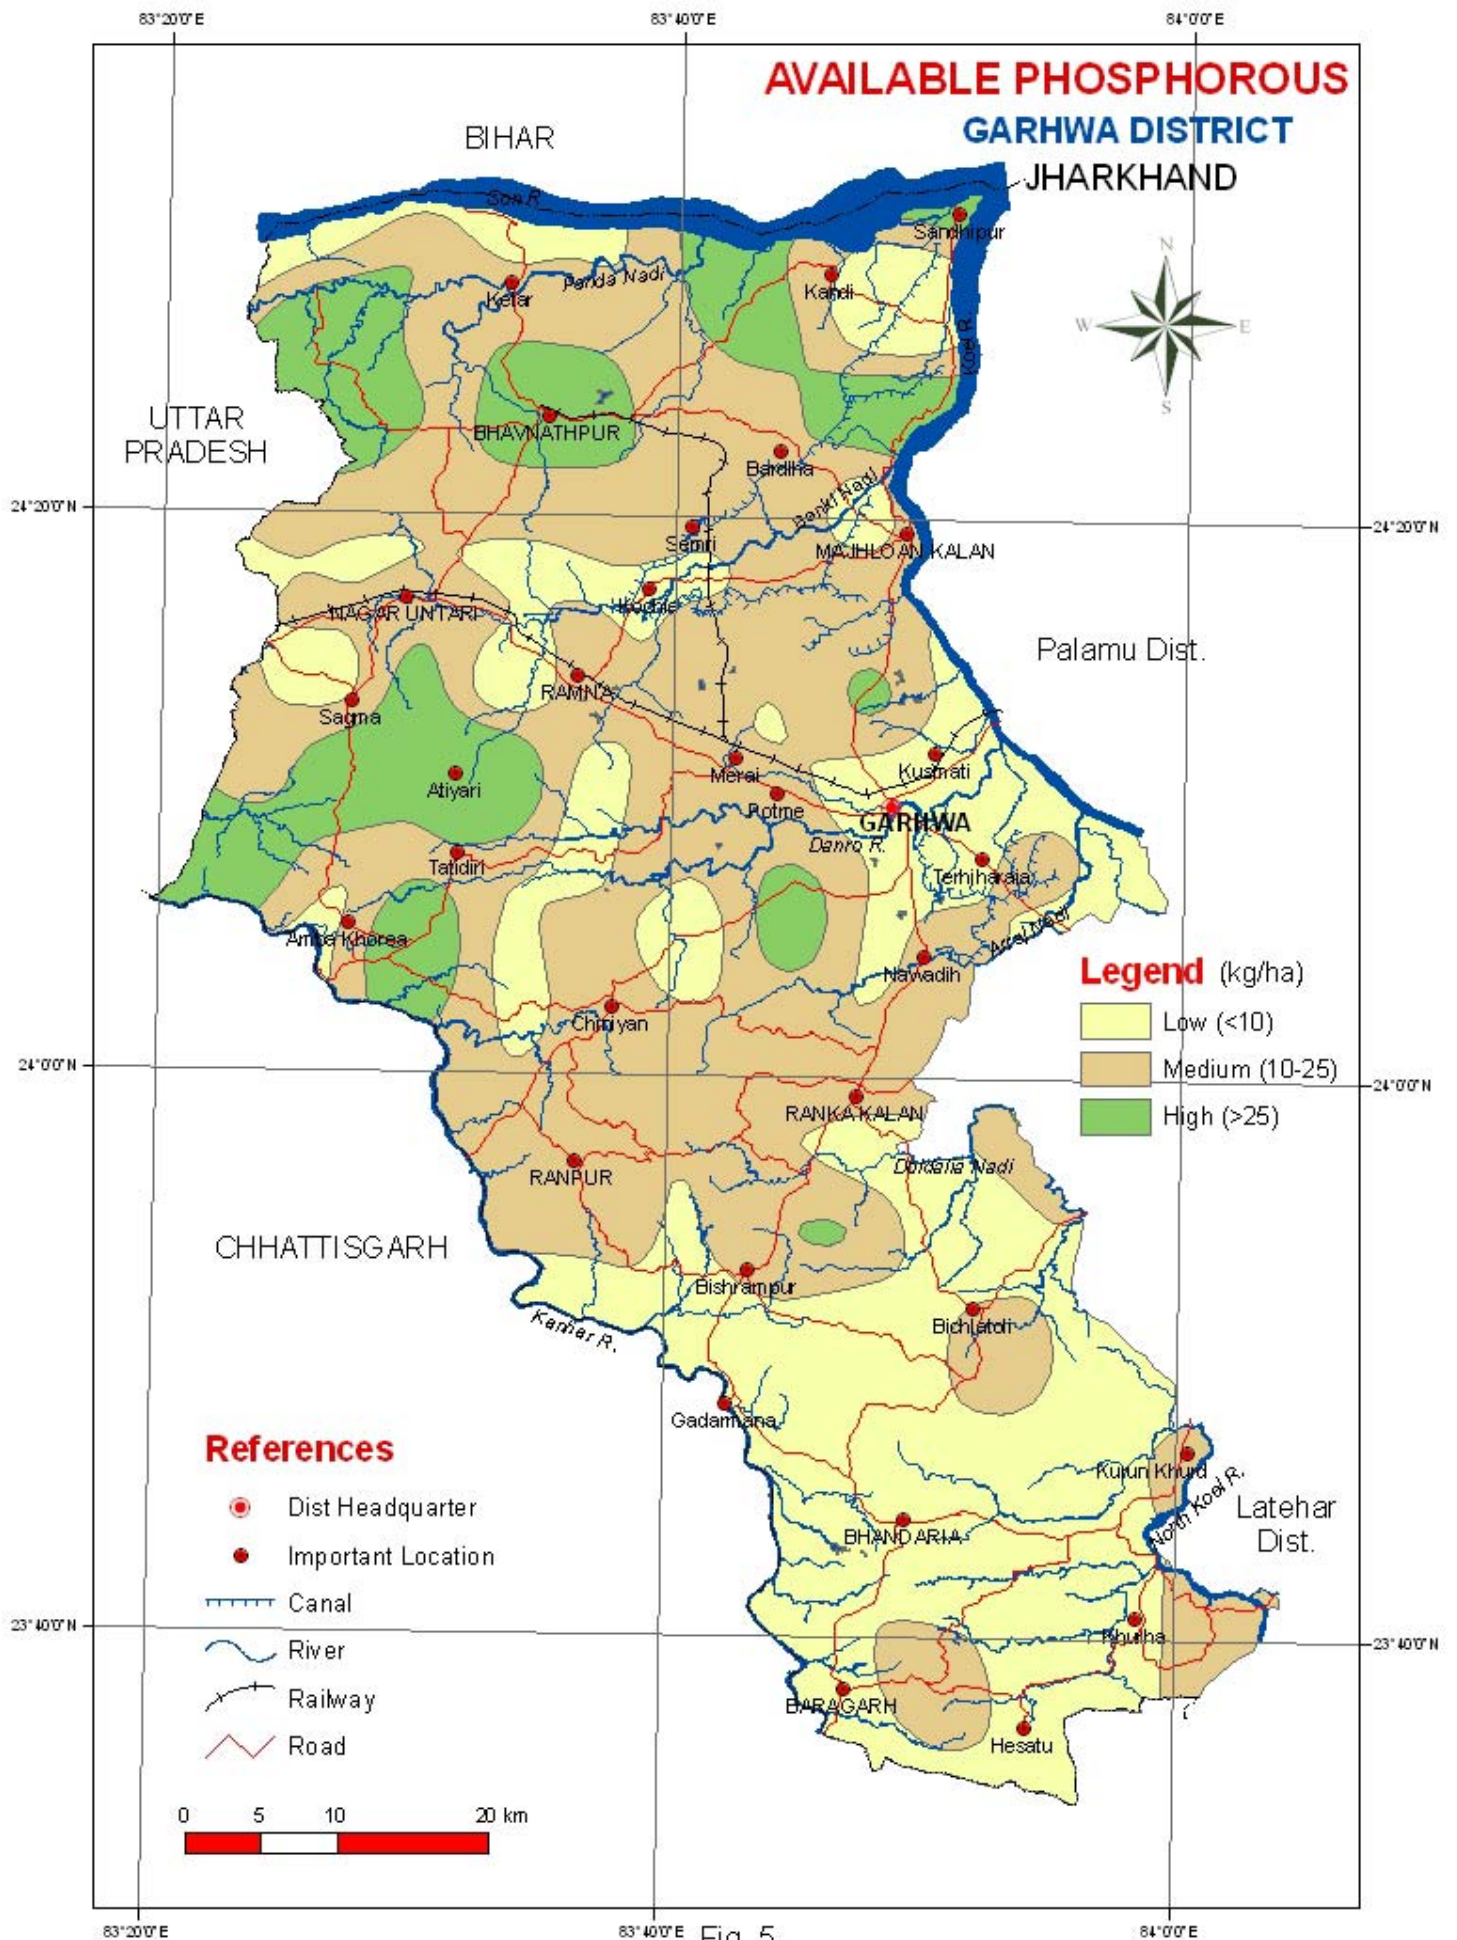 83°20'0"E 83°40'0"E 84°0'0"E
AVAILABLE PHOSPHOROUS
GARHWA DISTRICT
JHARKHAND
BIHAR
Son R
Sandhipur
N
W E
S
Ketar
Panda Nadi
Kandi
Koel R.
UTTAR
PRADESH
BHAVNATHPUR
Bardiha
24°20'0"N
Banki Nadi
Semri
MAJHLOAN KALAN
24°20'0"N
NAGAR UNTARI
Palamu Dist.
RAMNA
Sagma
Merai
Kusmati
Atiyari
Potme
GARHWA
Danro R.
Tatidiri
Terhiharaia
Amba Khorea
Nawadih
Legend (kg/ha)
Low (<10)
Medium (10-25)
High (>25)
Chiniyan
24°0'0"N
24°0'0"N
RANKA KALAN
RANPUR
Nadi
CHHATTISGARH
Bishrampur
Kanhar R.
Bichlatoli
Gadarmana
References
Kutun Khurd
North Koel R.
Latehar
Dist.
Dist Headquarter
BHANDARIA
Important Location
Canal
23°40'0"N
Khurha
23°40'0"N
River
Railway
BARAGARH
Road
Hesatu
0 5 10 20 km
83°20'0"E 83°40'0"E 84°0'0"E
Fig. 5